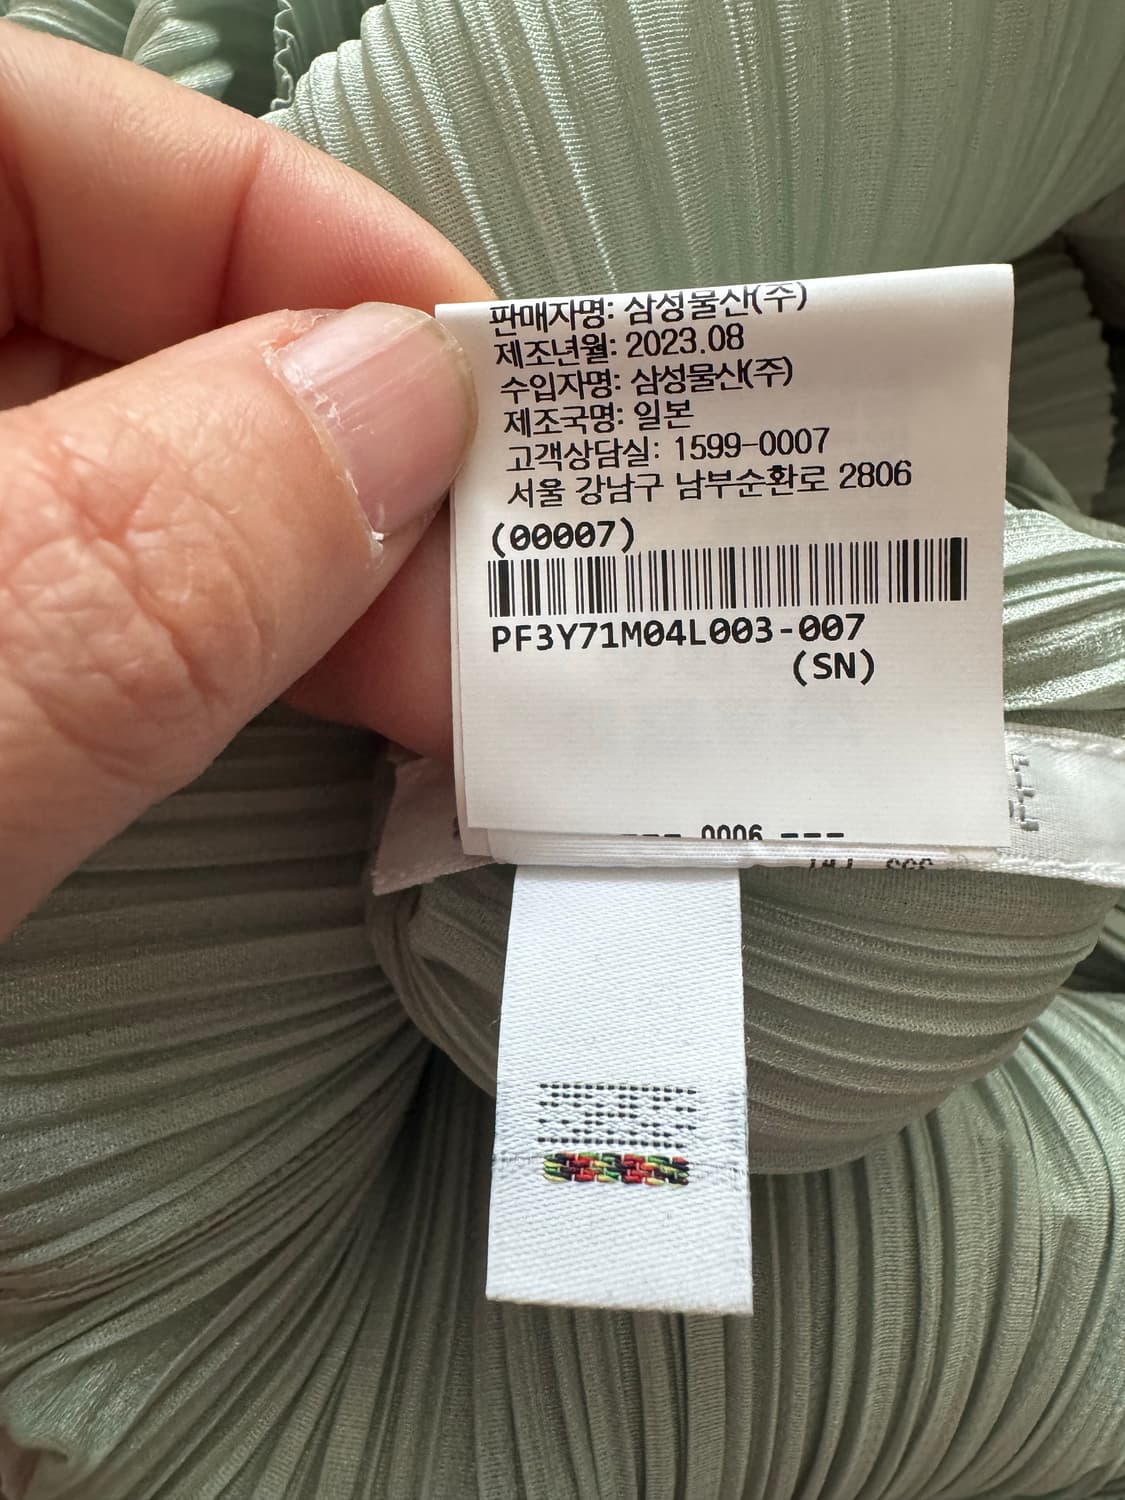 판매자명: 삼성물산(주)
제조년월: 2023.08
수입자명: 삼성물산(주)
제조국명: 일본
고객상담실: 1599-0007
서울 강남구 남부순환로 2806
(00007)
PF3Y71M04L003-007
(SN)
--- 0006 ---